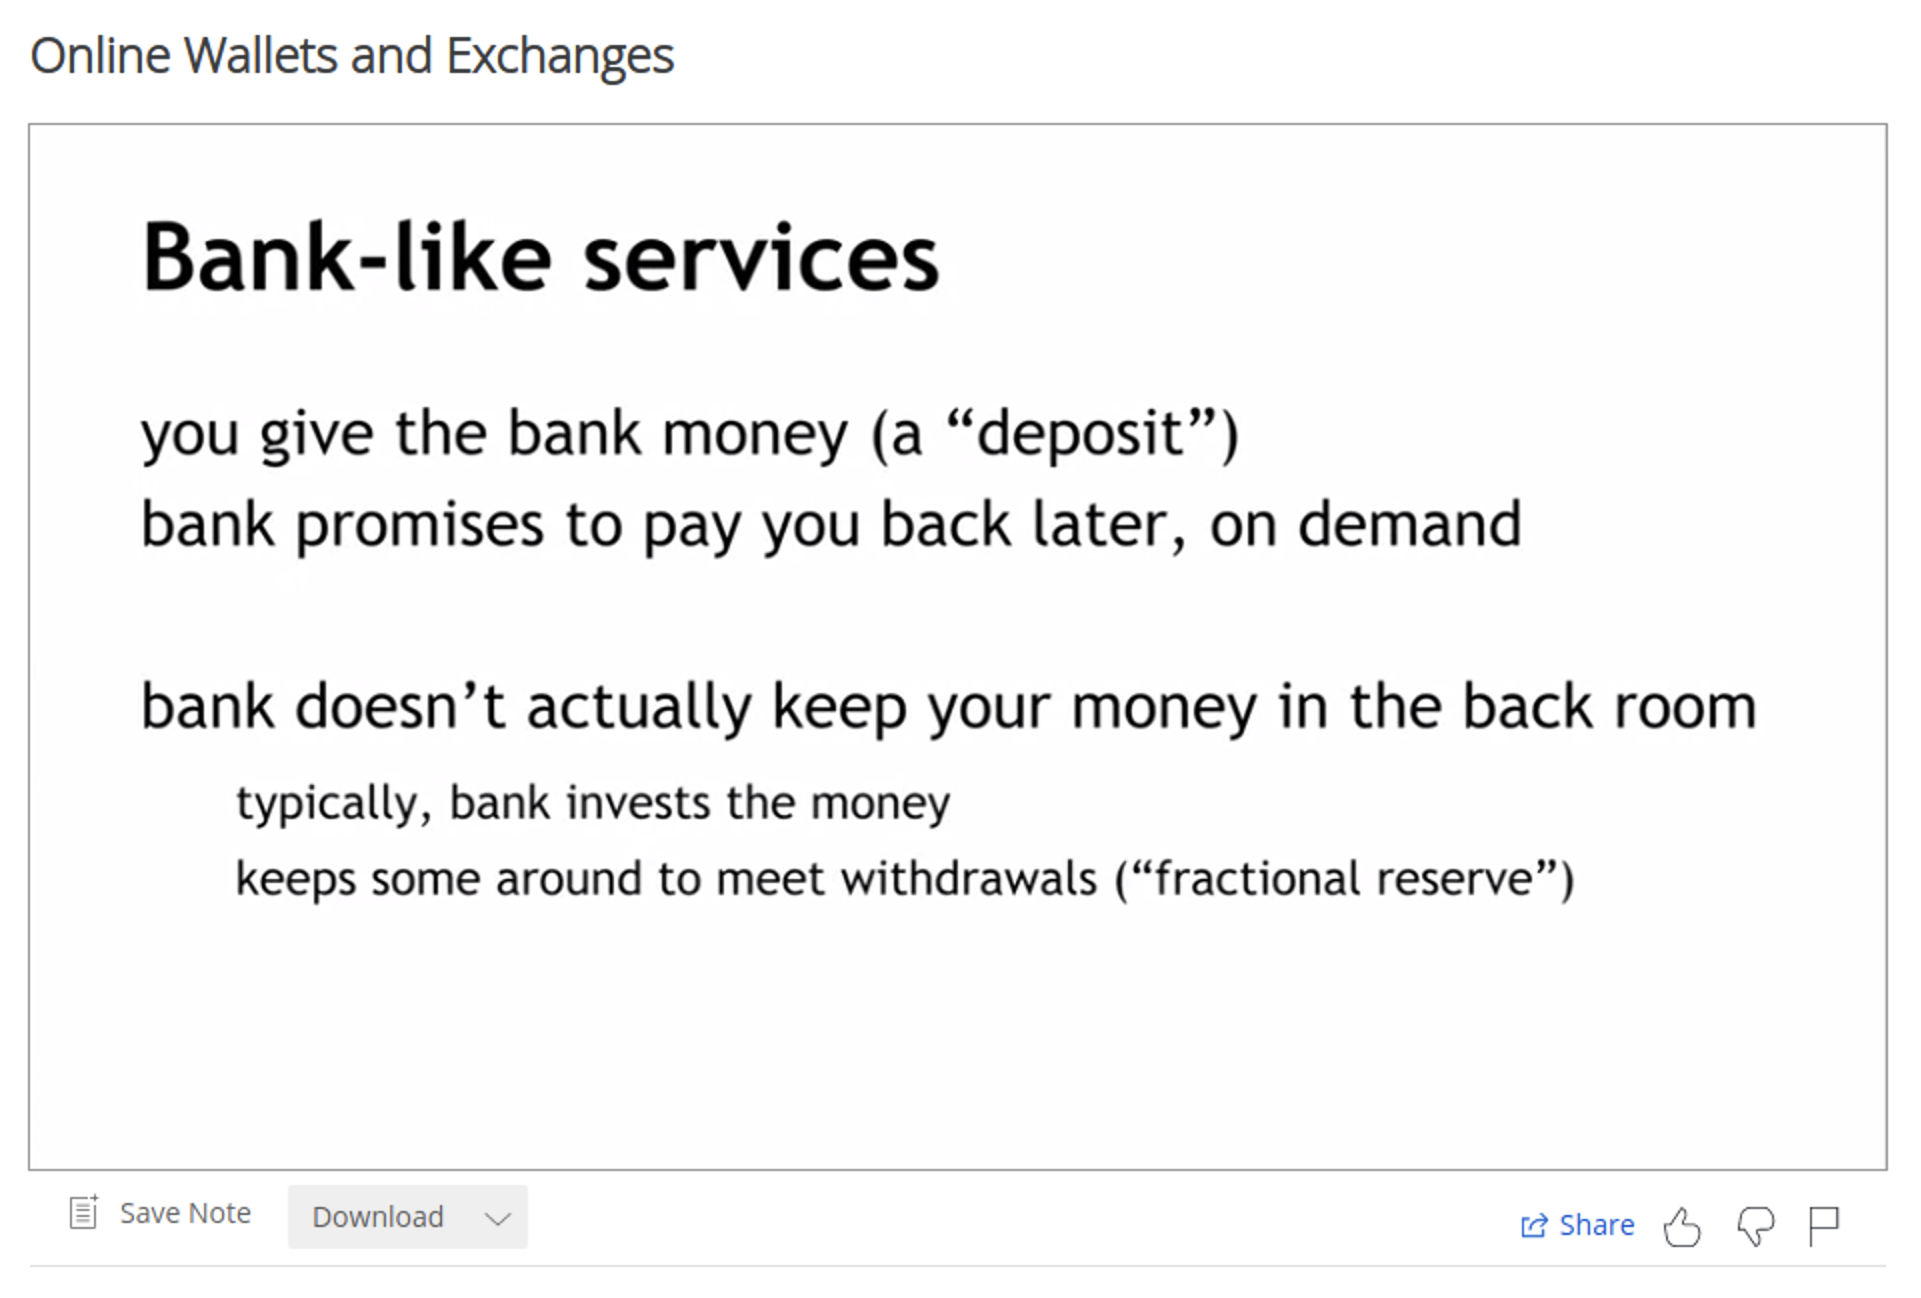 Online Wallets and Exchanges
Bank-like services
you give the bank money (a “deposit”)
bank promises to pay you back later, on demand
bank doesn’t actually keep your money in the back room
typically, bank invests the money
keeps some around to meet withdrawals (“fractional reserve”)
Save Note
Download
Share